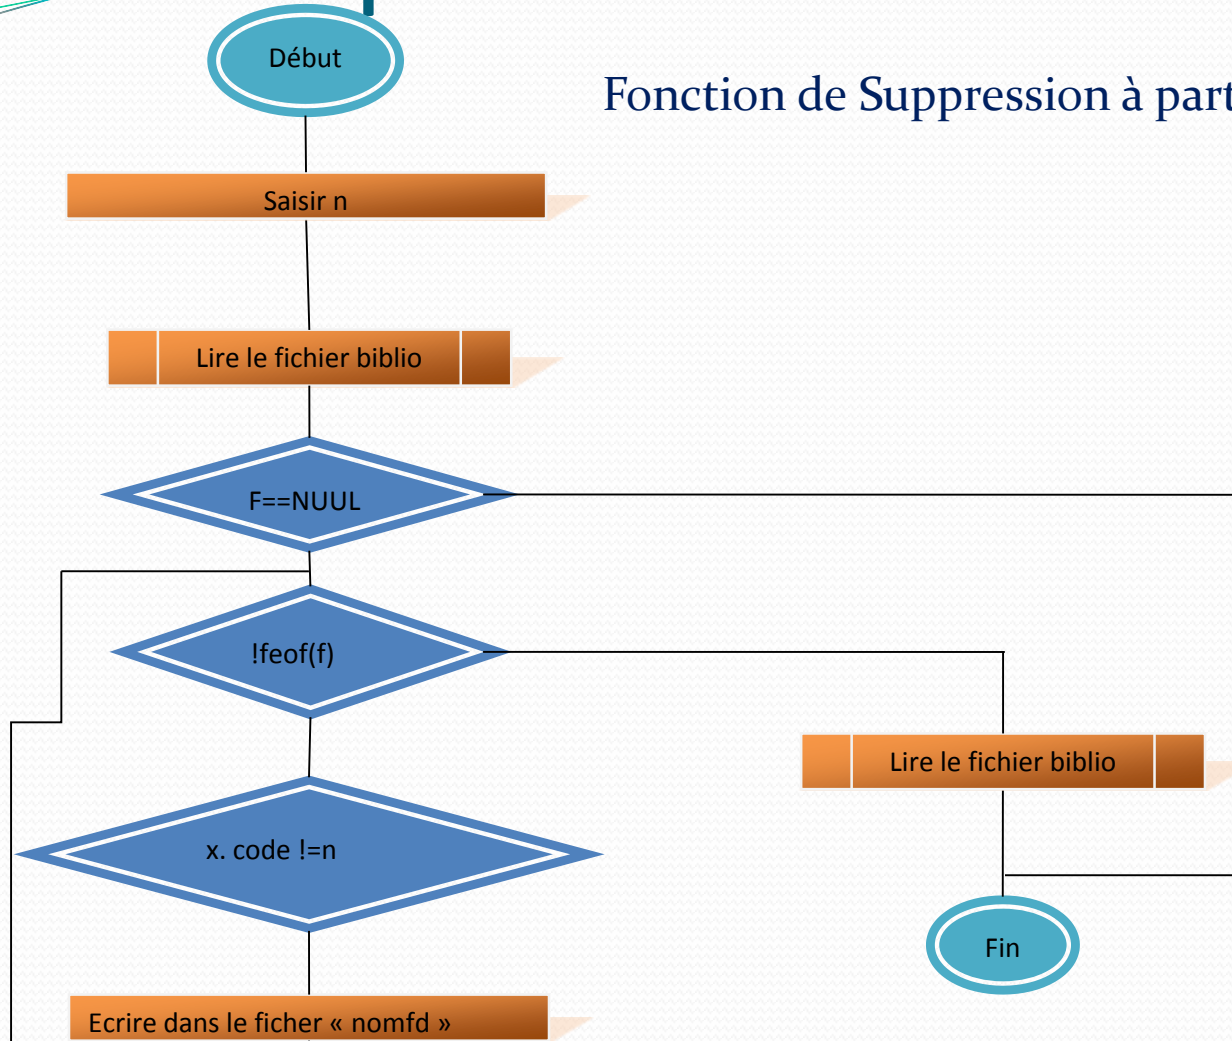 Début
Fonction de Suppression à part
Saisir n
Lire le fichier biblio
F==NUUL
!feof(f)
Lire le fichier biblio
x. code !=n
Fin
Ecrire dans le ficher « nomfd »